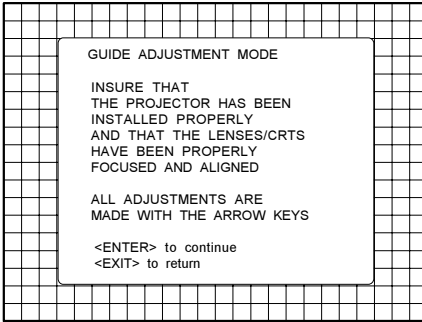 GUIDE ADJUSTMENT MODE
INSURE THAT
THE PROJECTOR HAS BEEN
INSTALLED PROPERLY
AND THAT THE LENSES/CRTS
HAVE BEEN PROPERLY
FOCUSED AND ALIGNED
ALL ADJUSTMENTS ARE
MADE WITH THE ARROW KEYS
<ENTER> to continue
<EXIT> to return